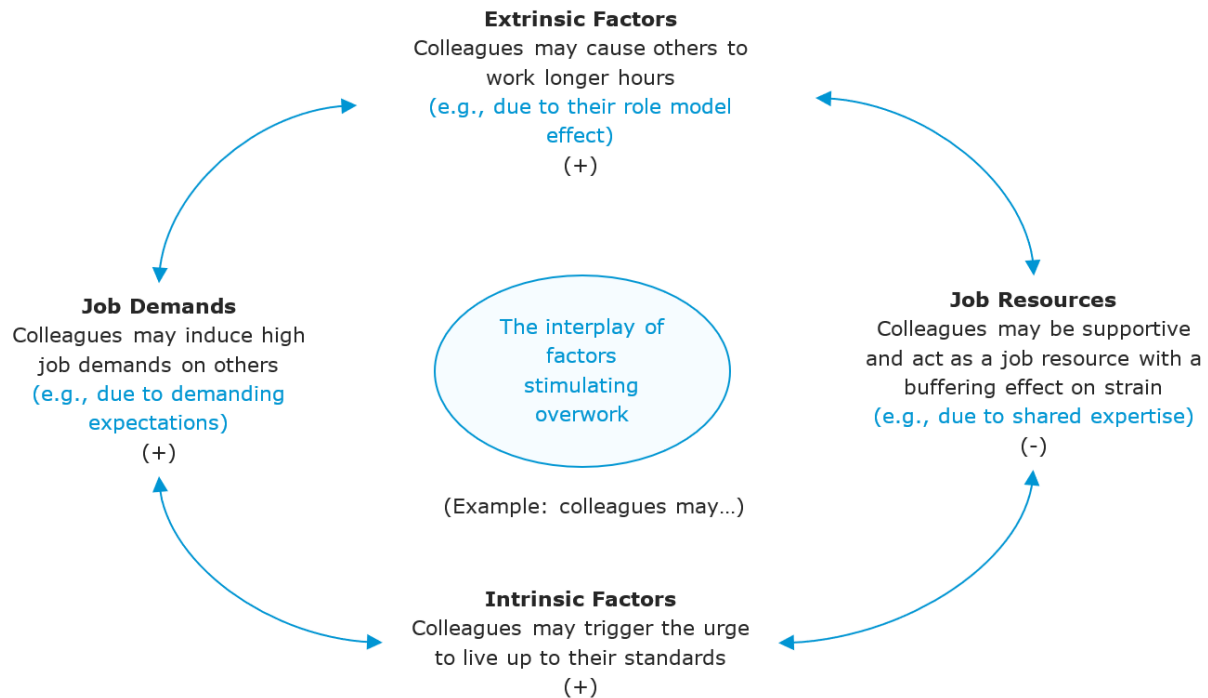 Extrinsic Factors
Colleagues may cause others to
work longer hours
(e.g., due to their role model
effect)
(+)
Job Demands
Colleagues may induce high
job demands on others
(e.g., due to demanding
expectations)
(+)
The interplay of
factors
stimulating
overwork
(Example: colleagues may…)
Job Resources
Colleagues may be supportive
and act as a job resource with a
buffering effect on strain
(e.g., due to shared expertise)
(-)
Intrinsic Factors
Colleagues may trigger the urge
to live up to their standards
(+)